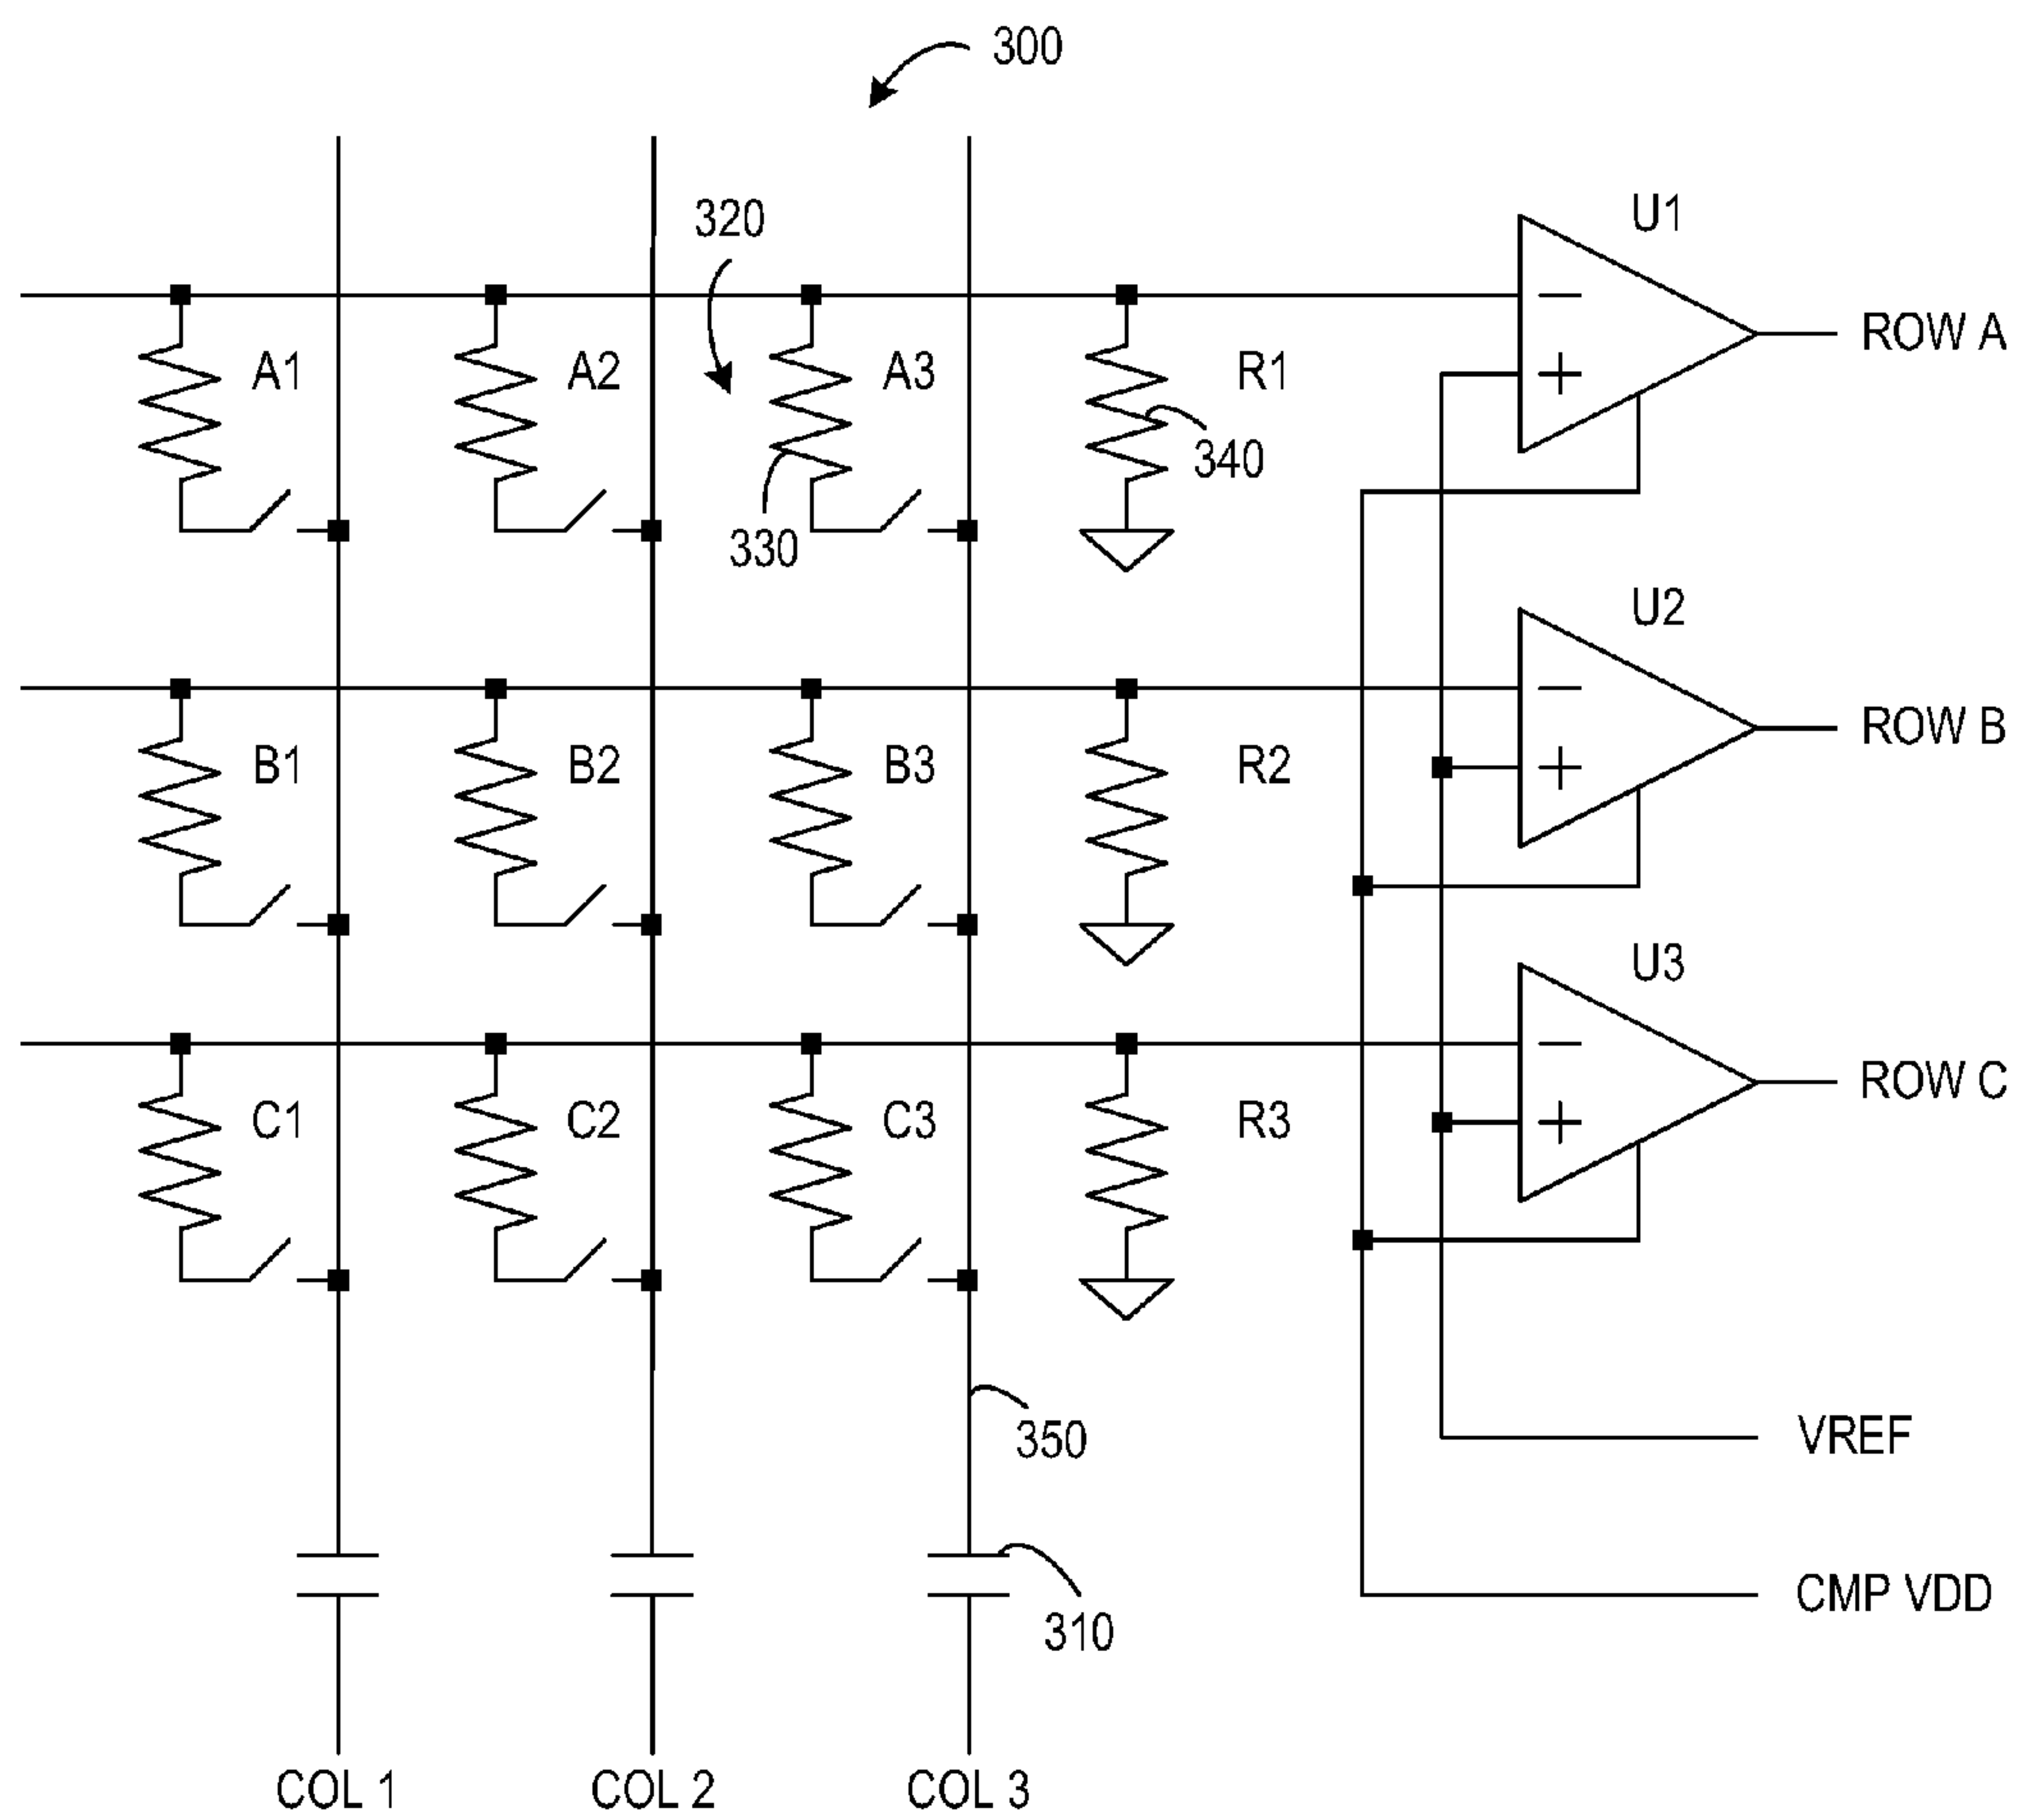 300
U1
320
ROW A
A1 A2 A3 R1
340
330
U2
ROW B
B1 B2 B3 R2
U3
ROW C
C1 C2 C3 R3
350
VREF
CMP VDD
310
COL 1 COL 2 COL 3